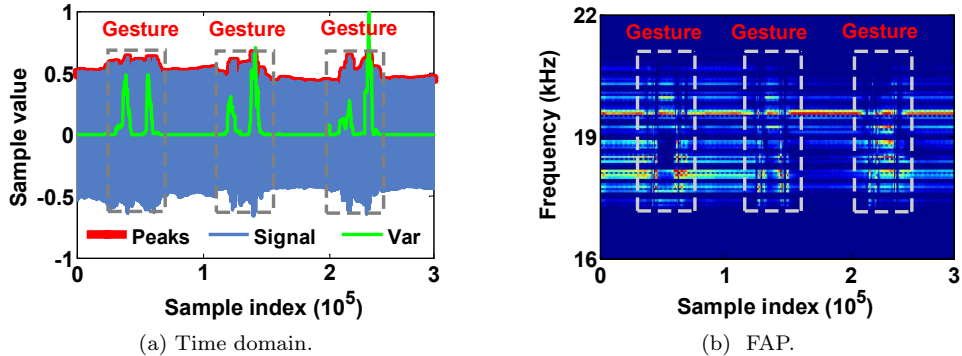 Gesture Gesture Gesture
1
0.5
0
-0.5
-1
Sample value
Peaks Signal Var
0 1 2 3
Sample index (10^5)
(a) Time domain.
Gesture Gesture Gesture
22
19
16
Frequency (kHz)
0 1 2 3
Sample index (10^5)
(b) FAP.